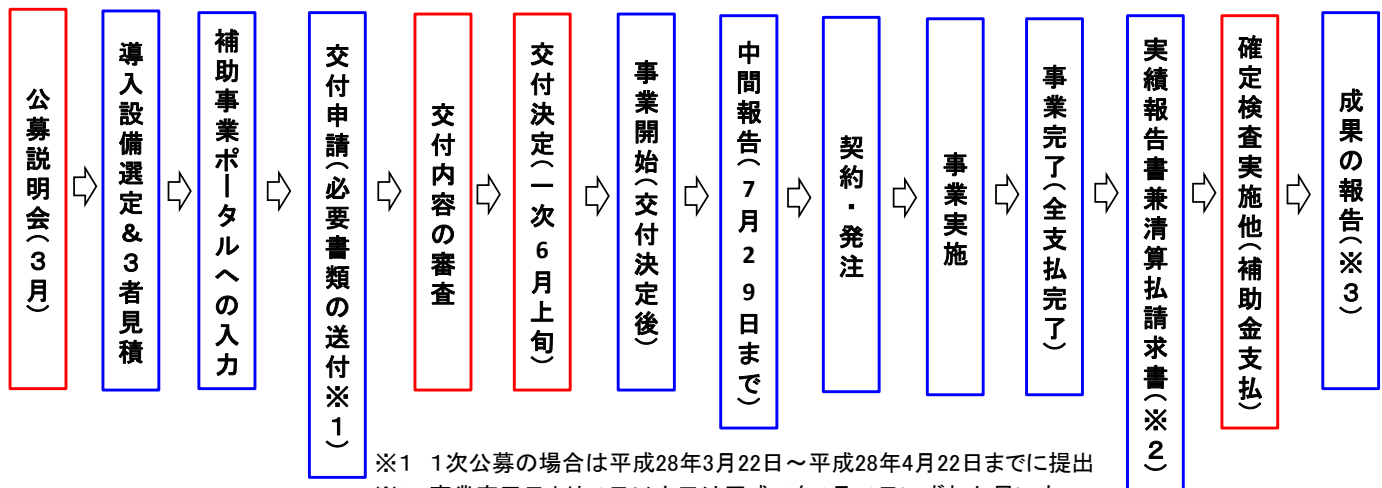 公募説明会(3月)
導入設備選定&3者見積
補助事業ポータルへの入力
交付申請(必要書類の送付※1)
交付内容の審査
交付決定(一次6月上旬)
事業開始(交付決定後)
中間報告(7月29日まで)
契約・発注
事業実施
事業完了(全支払完了)
実績報告書兼清算払請求書(※2)
確定検査実施他(補助金支払)
成果の報告(※3)
※1 1次公募の場合は平成28年3月22日~平成28年4月22日までに提出